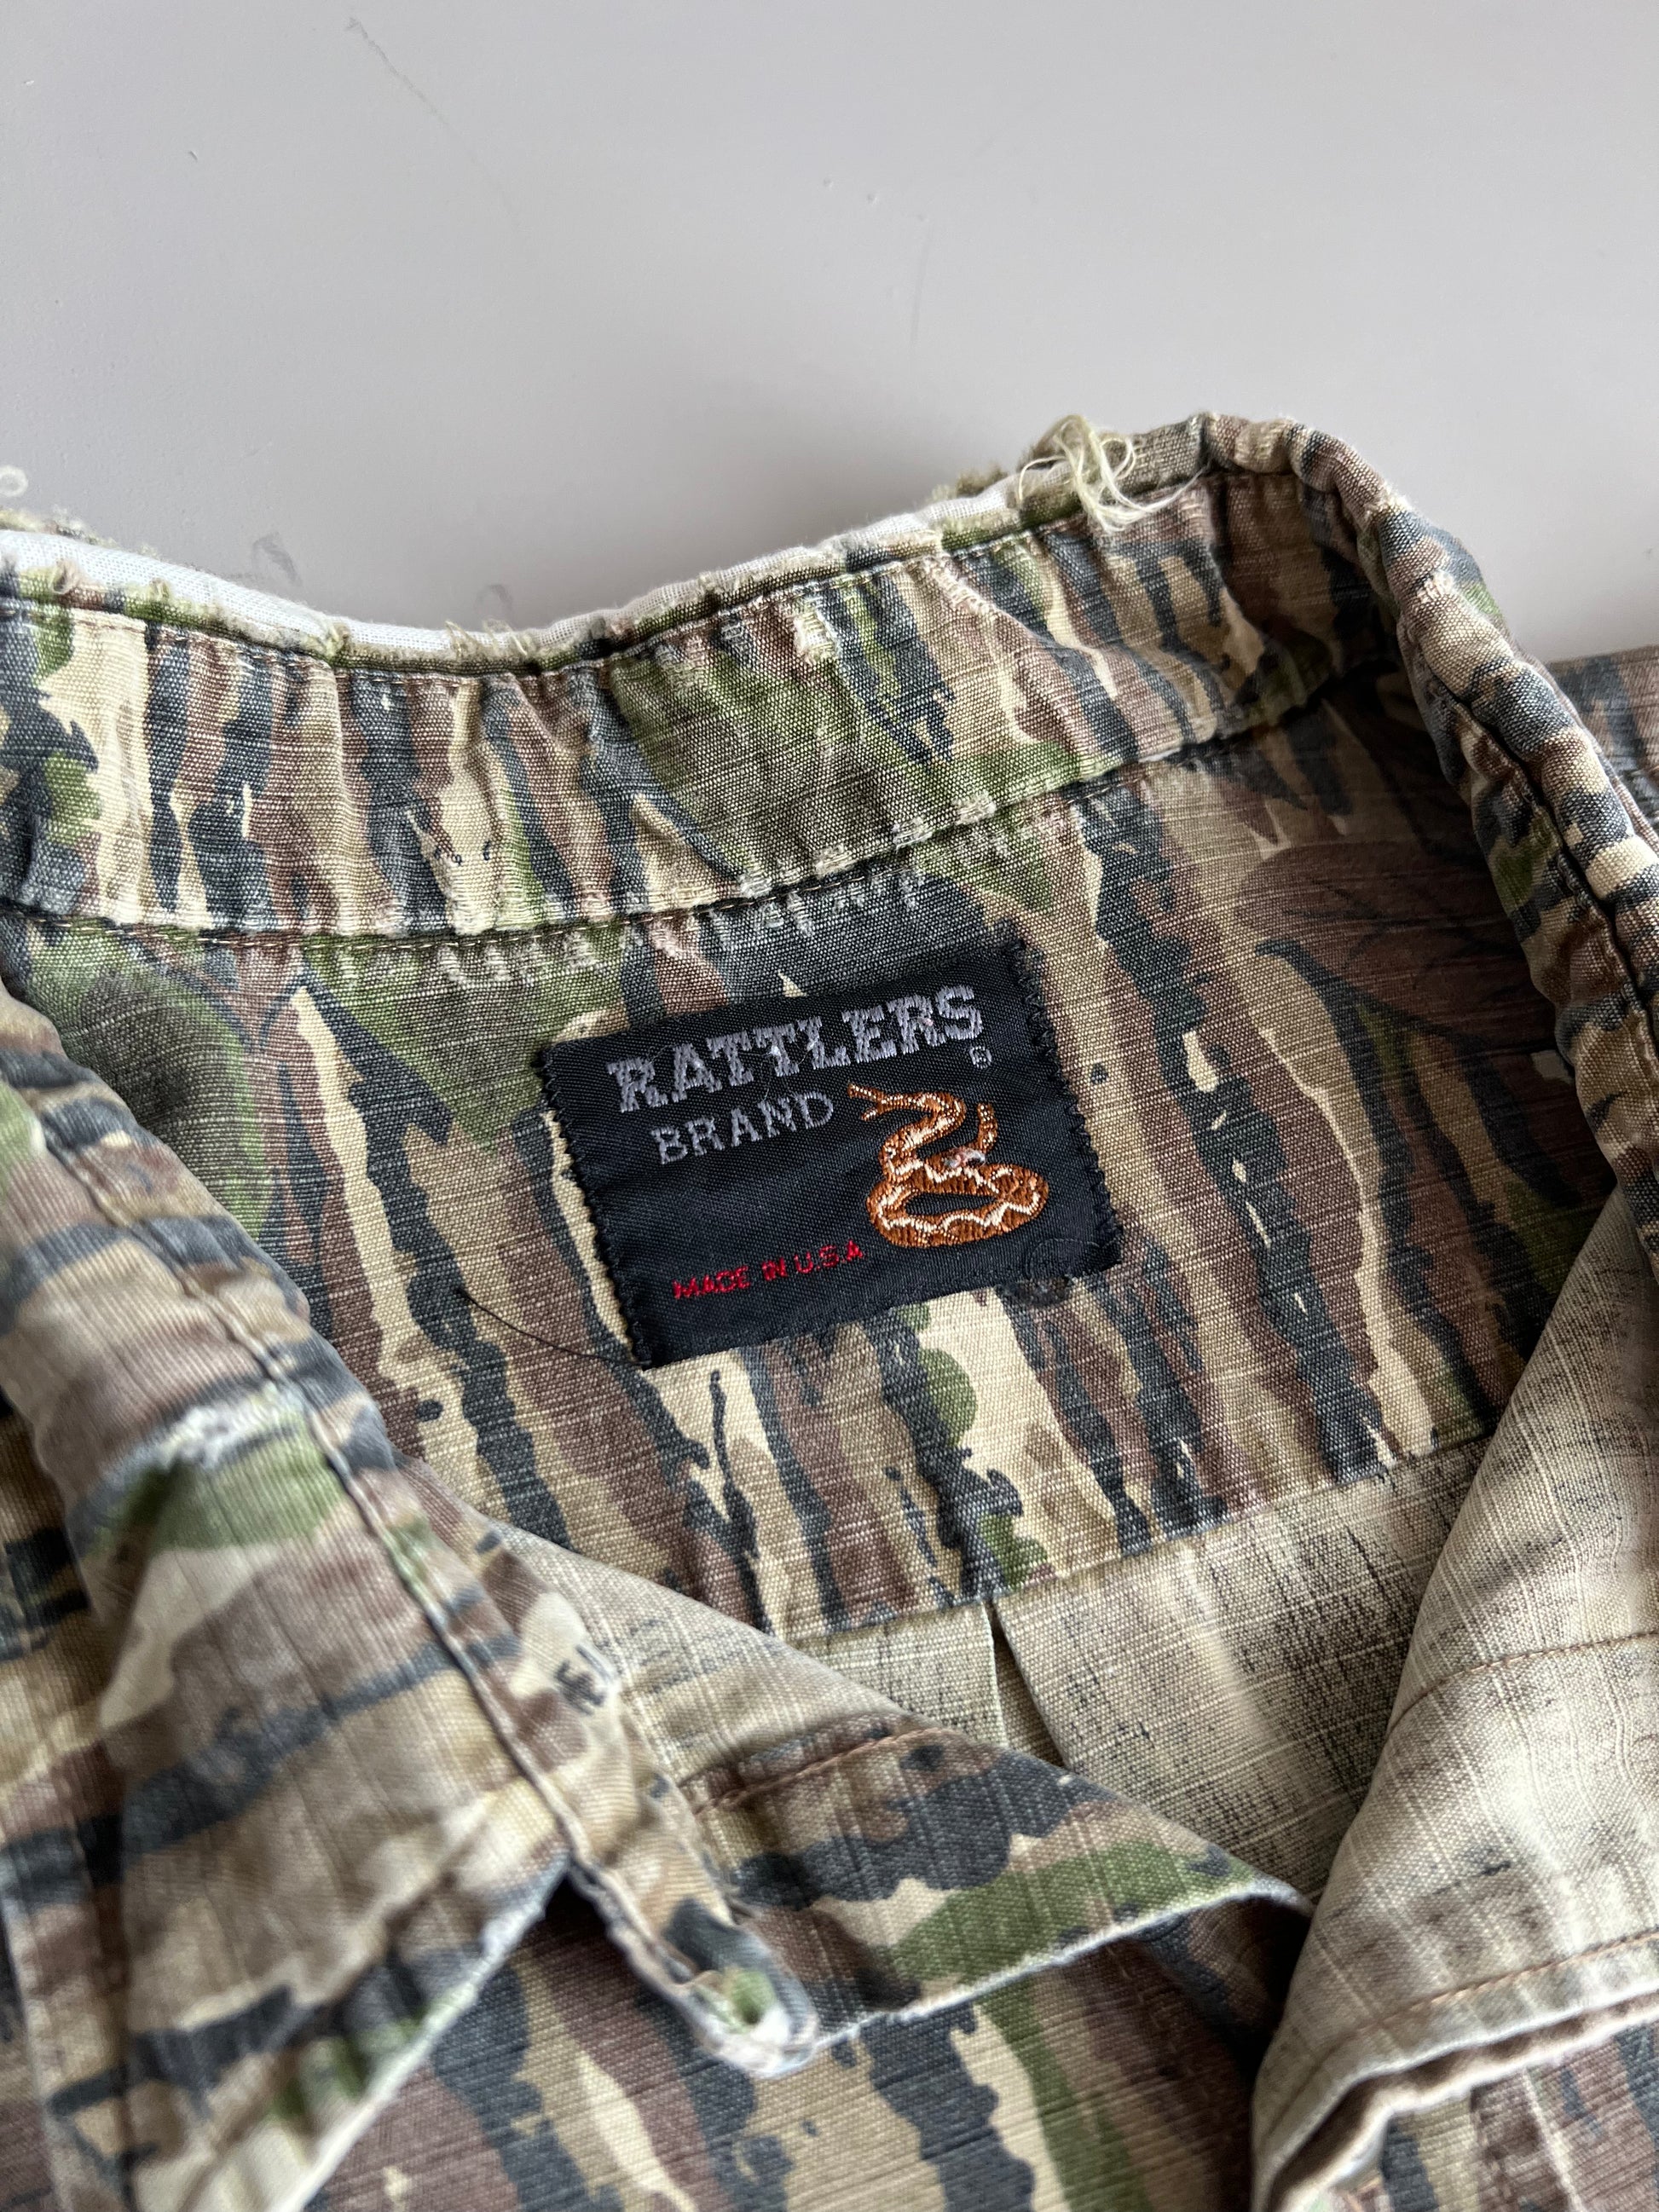 RATTLERS
®
BRAND
MADE IN U.S.A